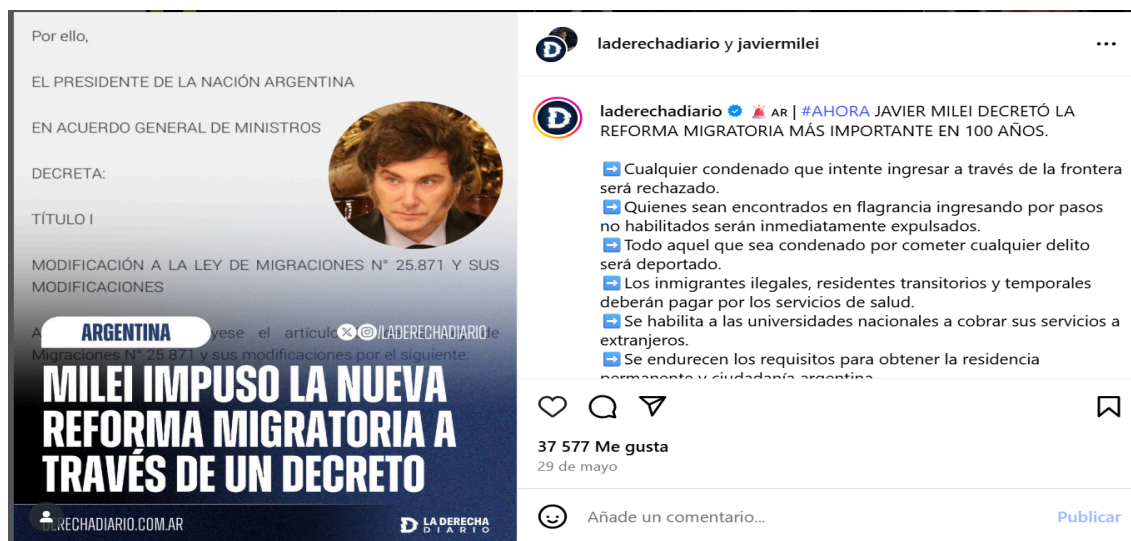 Por ello,
EL PRESIDENTE DE LA NACIÓN ARGENTINA
EN ACUERDO GENERAL DE MINISTROS
DECRETA:
TÍTULO I
MODIFICACIÓN A LA LEY DE MIGRACIONES N° 25.871 Y SUS
MODIFICACIONES
ARGENTINA
yese el artículo
/LADERECHADIARIO
de
Migraciones N° 25.871 y sus modificaciones por el siguiente:
MILEI IMPUSO LA NUEVA
REFORMA MIGRATORIA A
TRAVÉS DE UN DECRETO
DERECHADIARIO.COM.AR
D LA DERECHA
DIARIO
laderechadiario y javiermilei
laderechadiario AR | #AHORA JAVIER MILEI DECRETÓ LA
REFORMA MIGRATORIA MÁS IMPORTANTE EN 100 AÑOS.
➡️ Cualquier condenado que intente ingresar a través de la frontera
será rechazado.
➡️ Quienes sean encontrados en flagrancia ingresando por pasos
no habilitados serán inmediatamente expulsados.
➡️ Todo aquel que sea condenado por cometer cualquier delito
será deportado.
➡️ Los inmigrantes ilegales, residentes transitorios y temporales
deberán pagar por los servicios de salud.
➡️ Se habilita a las universidades nacionales a cobrar sus servicios a
extranjeros.
➡️ Se endurecen los requisitos para obtener la residencia
permanente y ciudadanía argentina
37 577 Me gusta
29 de mayo
Añade un comentario...
Publicar